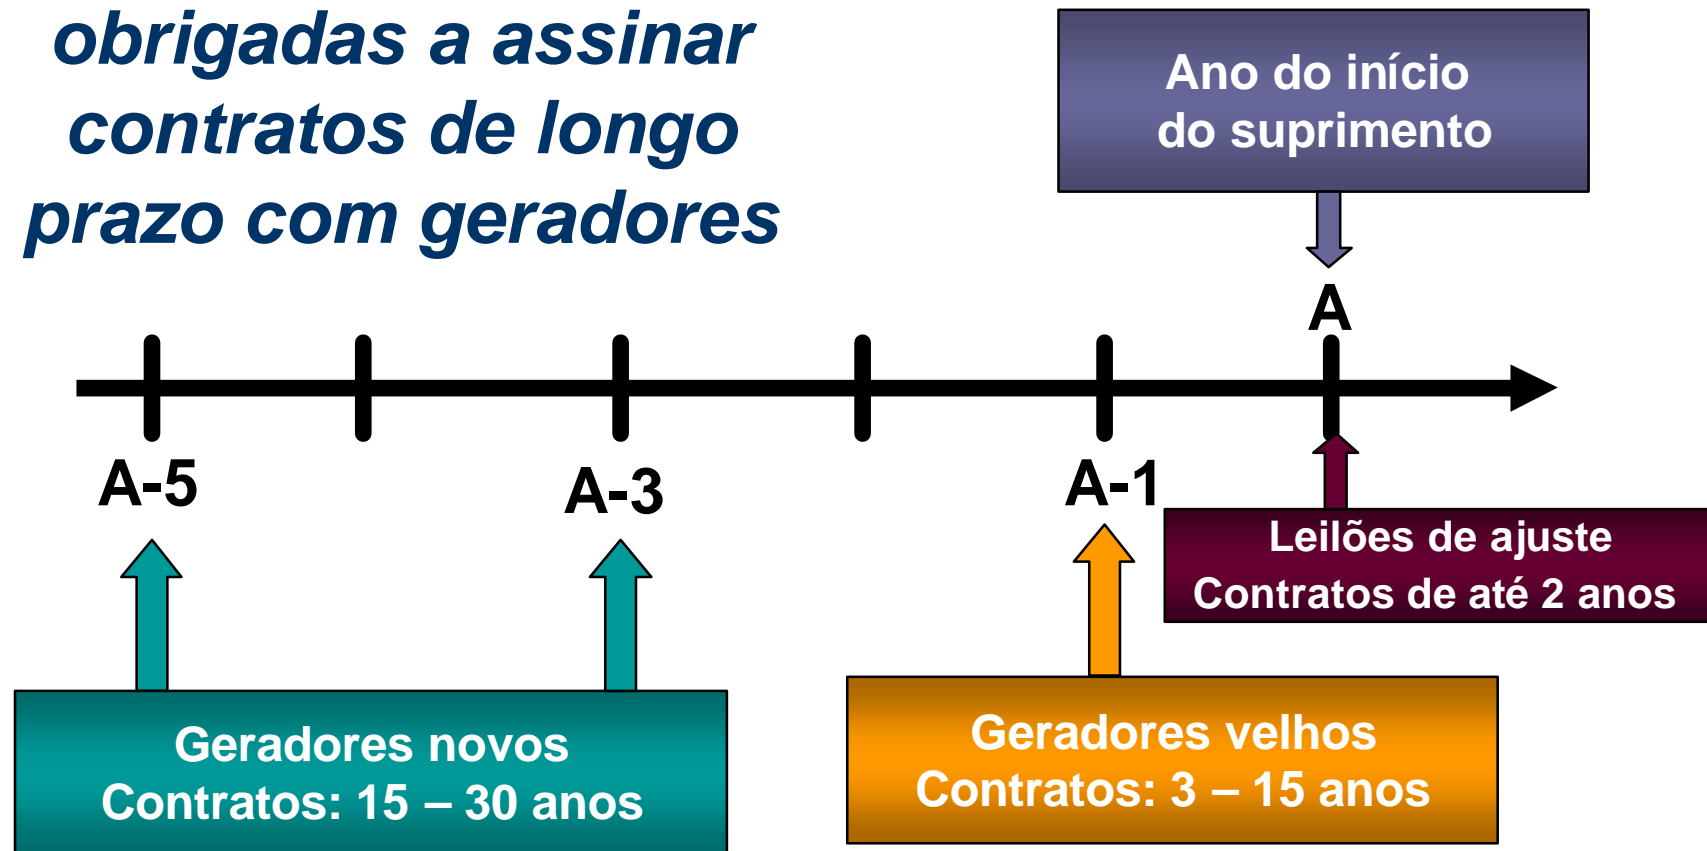 obrigadas a assinar
contratos de longo
prazo com geradores
Ano do início
do suprimento
A
A-5
A-3
A-1
Leilões de ajuste
Contratos de até 2 anos
Geradores novos
Contratos: 15 – 30 anos
Geradores velhos
Contratos: 3 – 15 anos